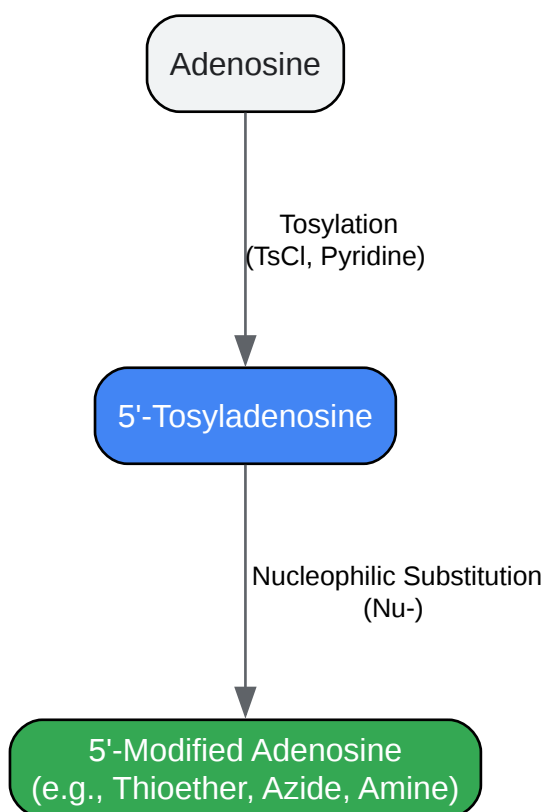 Adenosine
Tosylation
(TsCl, Pyridine)
5'-Tosyladenosine
Nucleophilic Substitution
(Nu-)
5'-Modified Adenosine
(e.g., Thioether, Azide, Amine)